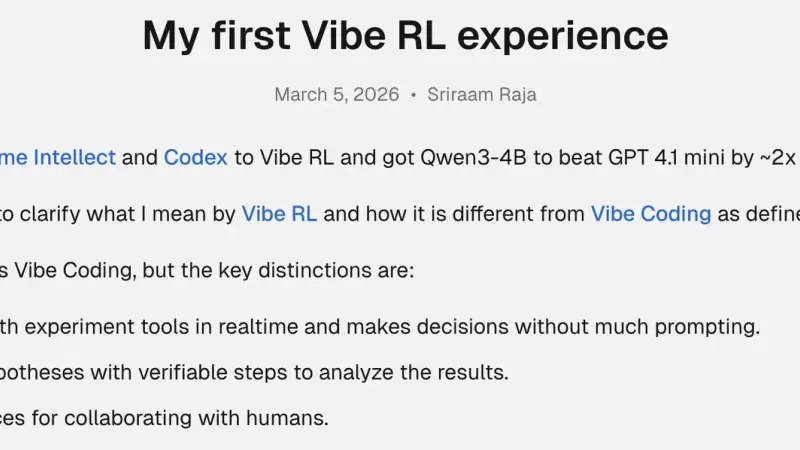 My first Vibe RL experience
March 5, 2026 • Sriraam Raja
me Intellect and Codex to Vibe RL and got Qwen3-4B to beat GPT 4.1 mini by ~2x
to clarify what I mean by Vibe RL and how it is different from Vibe Coding as define
s Vibe Coding, but the key distinctions are:
th experiment tools in realtime and makes decisions without much prompting.
potheses with verifiable steps to analyze the results.
ces for collaborating with humans.